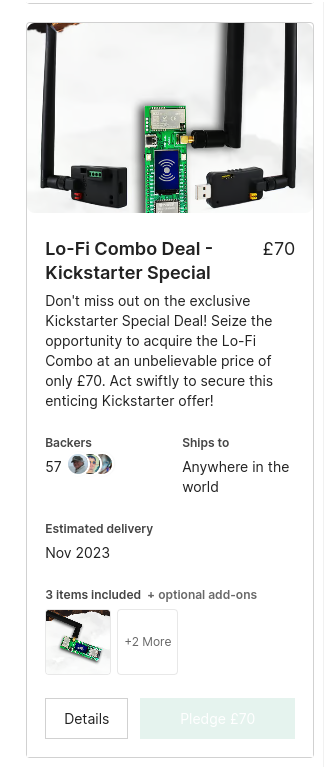 Lo-Fi Combo Deal -
Kickstarter Special
£70
Don't miss out on the exclusive
Kickstarter Special Deal! Seize the
opportunity to acquire the Lo-Fi
Combo at an unbelievable price of
only £70. Act swiftly to secure this
enticing Kickstarter offer!
Backers
57
Ships to
Anywhere in the
world
Estimated delivery
Nov 2023
3 items included + optional add-ons
+2 More
Details
Pledge £70